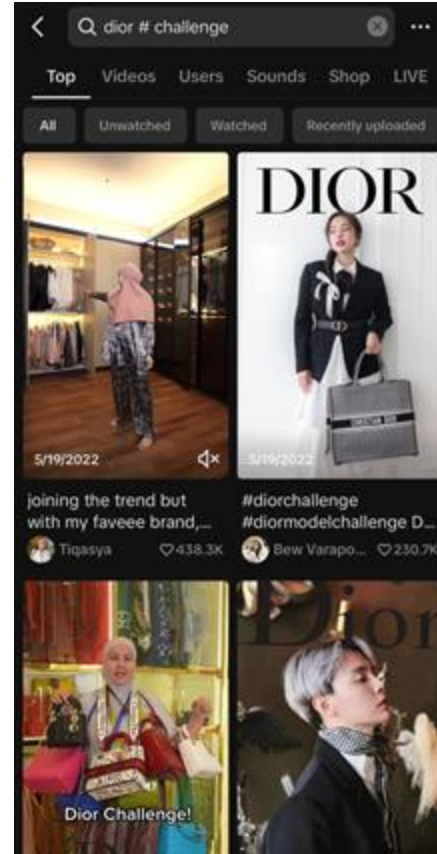 dior # challenge
Top Videos Users Sounds Shop LIVE
All Unwatched Watched Recently uploaded
DIOR
CHRISTIAN DIOR
5/19/2022
5/19/2022
joining the trend but
with my faveee brand,...
Tiqasya 438.3K
#diorchallenge
#diormodelchallenge D...
Bew Varapo... 230.7K
Dior Challenge!
Dior